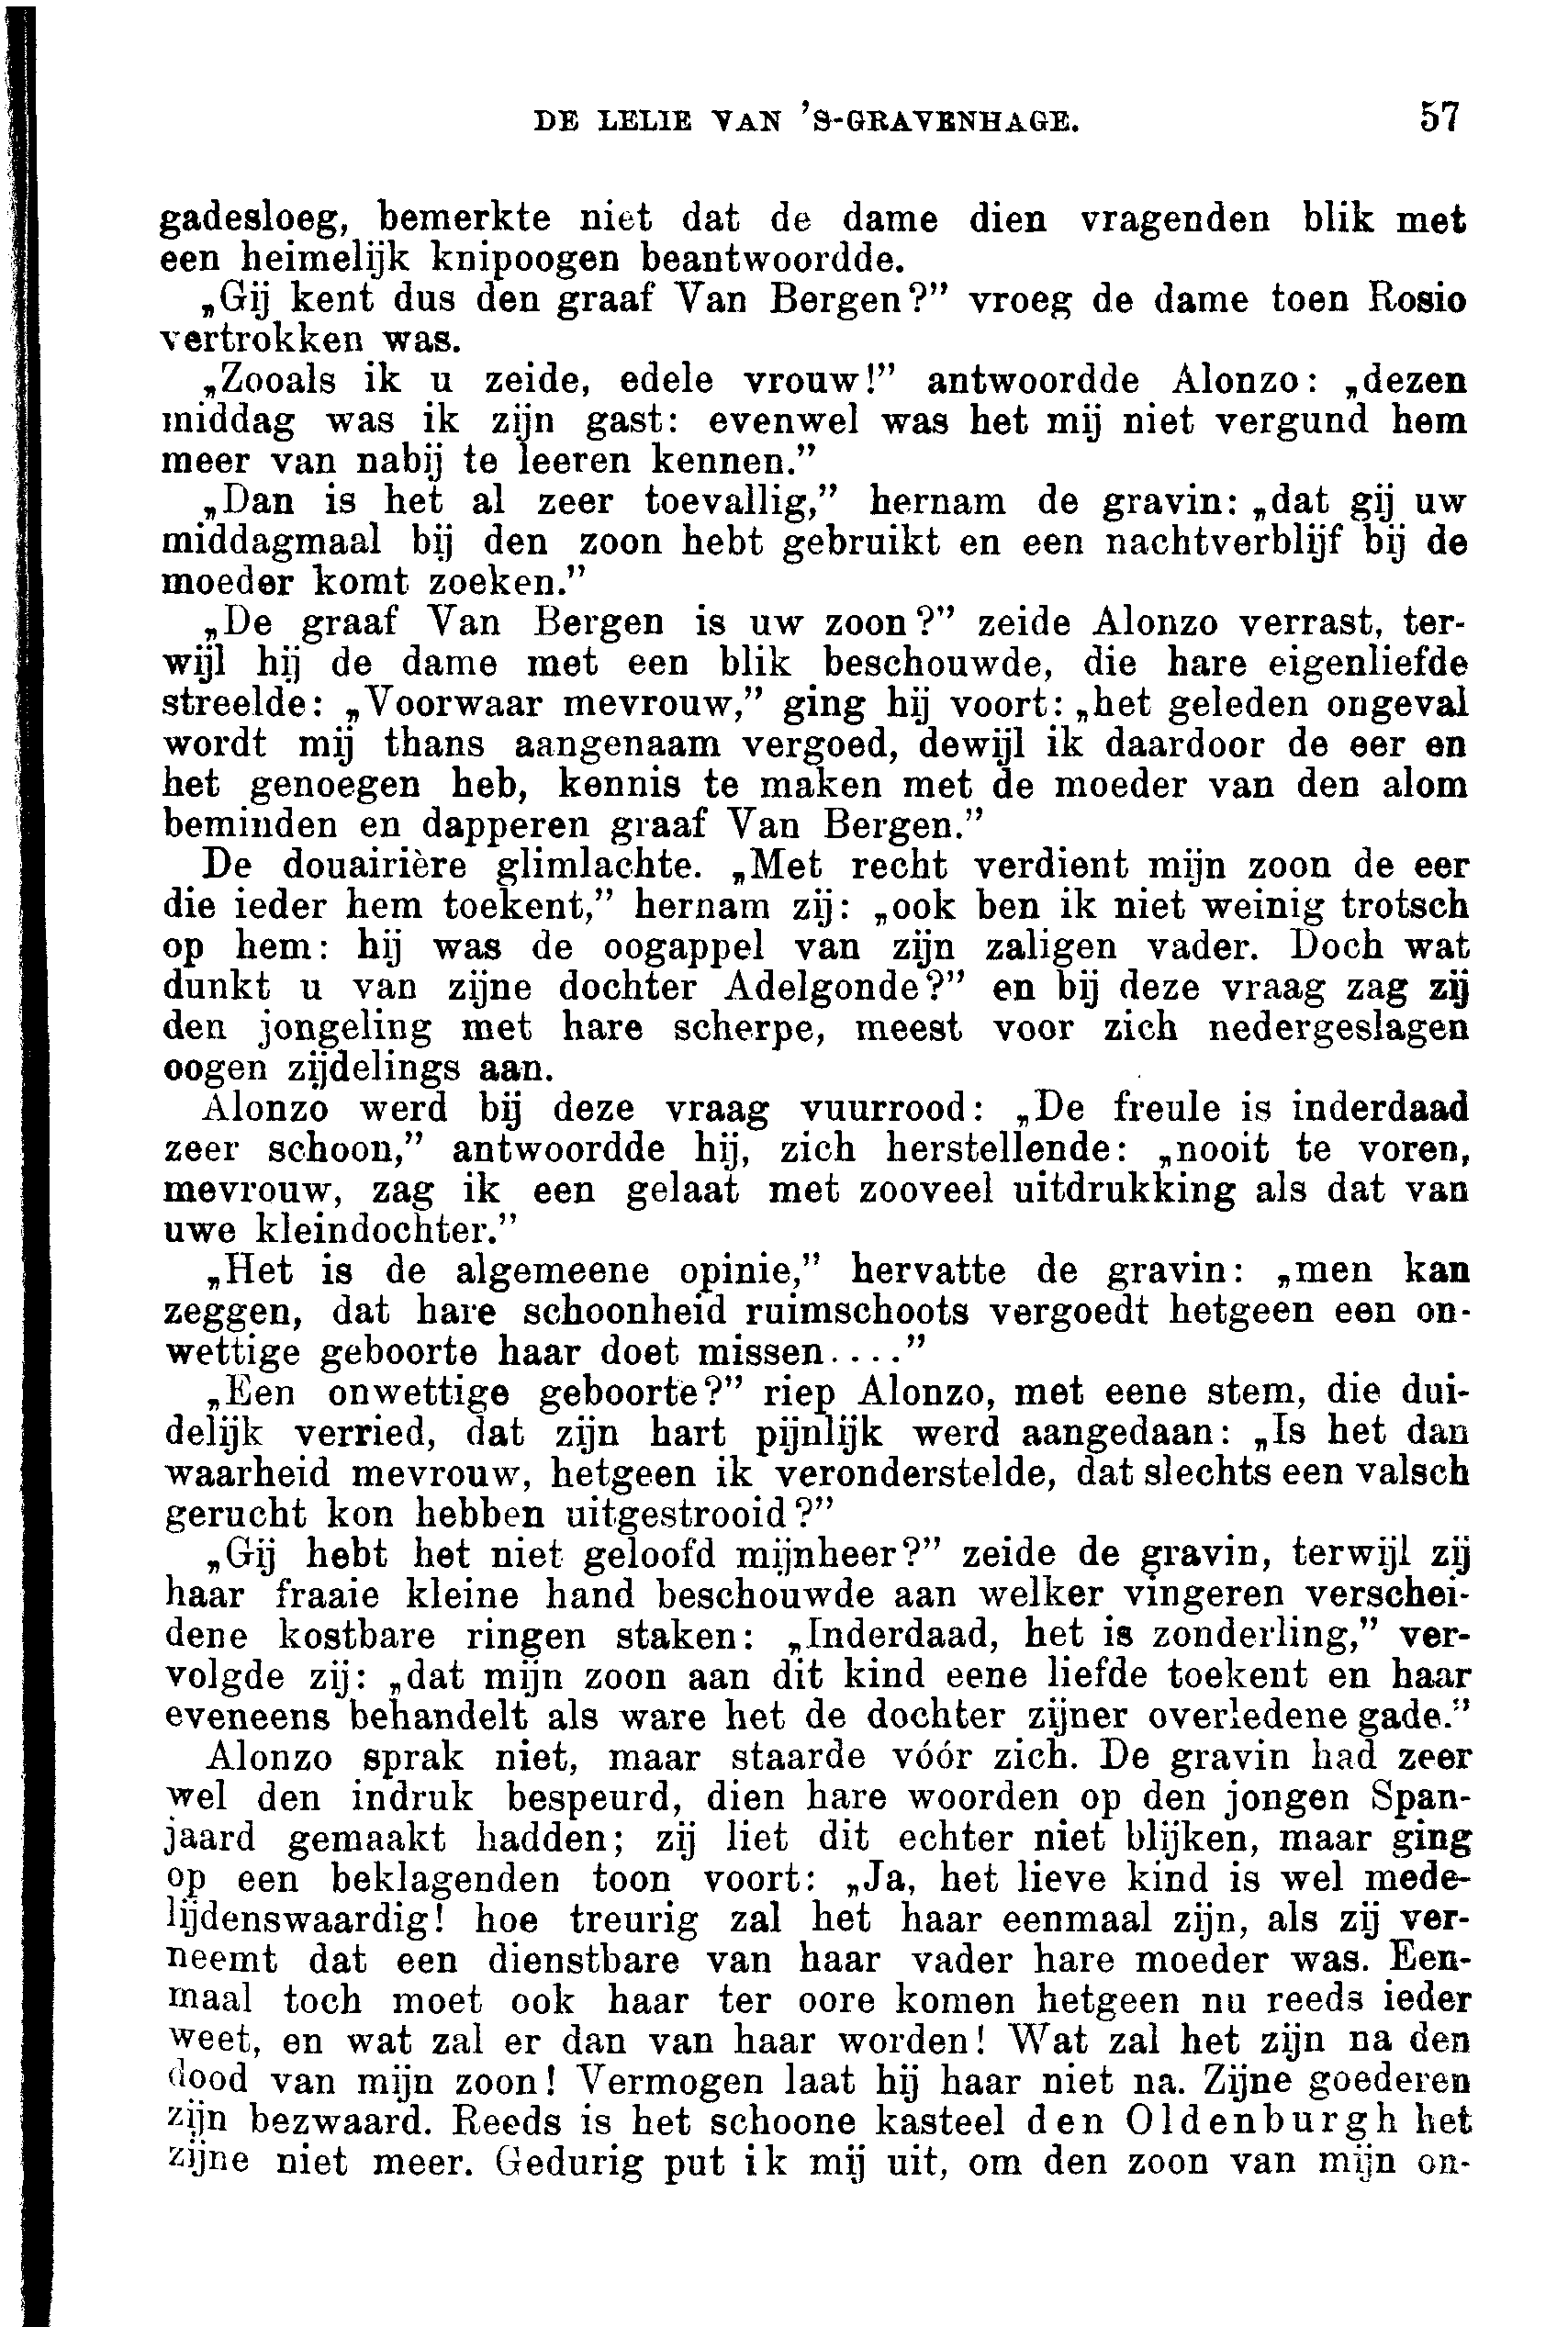 DE LELIE VAN 's-GRAVENHAGE. 57
gadesloeg, bemerkte niet dat de dame dien vragenden blik met
een heimelijk knipoogen beantwoordde.
„Gij kent dus den graaf Van Bergen?” vroeg de dame toen Rosio
vertrokken was.
„Zooals ik u zeide, edele vrouw!” antwoordde Alonzo: „dezen
middag was ik zijn gast: evenwel was het mij niet vergund hem
meer van nabij te leeren kennen.”
„Dan is het al zeer toevallig,” hernam de gravin: „dat gij uw
middagmaal bij den zoon hebt gebruikt en een nachtverblijf bij de
moeder komt zoeken.”
„De graaf Van Bergen is uw zoon?” zeide Alonzo verrast, ter-
wijl hij de dame met een blik beschouwde, die hare eigenliefde
streelde: „Voorwaar mevrouw,” ging hij voort: „het geleden ongeval
wordt mij thans aangenaam vergoed, dewijl ik daardoor de eer en
het genoegen heb, kennis te maken met de moeder van den alom
beminden en dapperen graaf Van Bergen.”
De douairière glimlachte. „Met recht verdient mijn zoon de eer
die ieder hem toekent,” hernam zij: „ook ben ik niet weinig trotsch
op hem: hij was de oogappel van zijn zaligen vader. Doch wat
dunkt u van zijne dochter Adelgonde?” en bij deze vraag zag zij
den jongeling met hare scherpe, meest voor zich nedergeslagen
oogen zijdelings aan.
Alonzo werd bij deze vraag vuurrood: „De freule is inderdaad
zeer schoon,” antwoordde hij, zich herstellende: „nooit te voren,
mevrouw, zag ik een gelaat met zooveel uitdrukking als dat van
uwe kleindochter.”
„Het is de algemeene opinie,” hervatte de gravin: „men kan
zeggen, dat hare schoonheid ruimschoots vergoedt hetgeen een on-
wettige geboorte haar doet missen....”
„Een onwettige geboorte?” riep Alonzo, met eene stem, die dui-
delijk verried, dat zijn hart pijnlijk werd aangedaan: „Is het dan
waarheid mevrouw, hetgeen ik veronderstelde, dat slechts een valsch
gerucht kon hebben uitgestrooid?”
„Gij hebt het niet geloofd mijnheer?” zeide de gravin, terwijl zij
haar fraaie kleine hand beschouwde aan welker vingeren verschei-
dene kostbare ringen staken: „Inderdaad, het is zonderling,” ver-
volgde zij: „dat mijn zoon aan dit kind eene liefde toekent en haar
eveneens behandelt als ware het de dochter zijner overledene gade.”
Alonzo sprak niet, maar staarde vóór zich. De gravin had zeer
wel den indruk bespeurd, dien hare woorden op den jongen Span-
jaard gemaakt hadden; zij liet dit echter niet blijken, maar ging
op een beklagenden toon voort: „Ja, het lieve kind is wel mede-
lijdenswaardig! hoe treurig zal het haar eenmaal zijn, als zij ver-
neemt dat een dienstbare van haar vader hare moeder was. Een-
maal toch moet ook haar ter oore komen hetgeen nu reeds ieder
weet, en wat zal er dan van haar worden! Wat zal het zijn na den
dood van mijn zoon! Vermogen laat hij haar niet na. Zijne goederen
zijn bezwaard. Reeds is het schoone kasteel den Oldenburgh het
zijne niet meer. Gedurig put ik mij uit, om den zoon van mijn on-